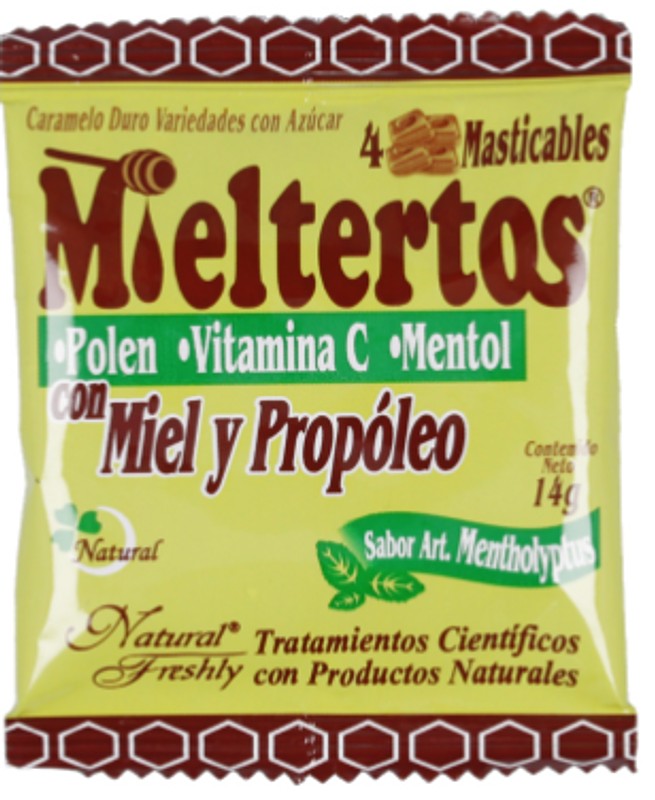 Caramelo Duro Variedades con Azúcar
4 Masticables
Mieltertos®
•Polen •Vitamina C •Mentol
con Miel y Propóleo
Contenido
Neto
14g
Sabor Art. Mentholyptus
Natural
Natural®
Freshly
Tratamientos Científicos
con Productos Naturales